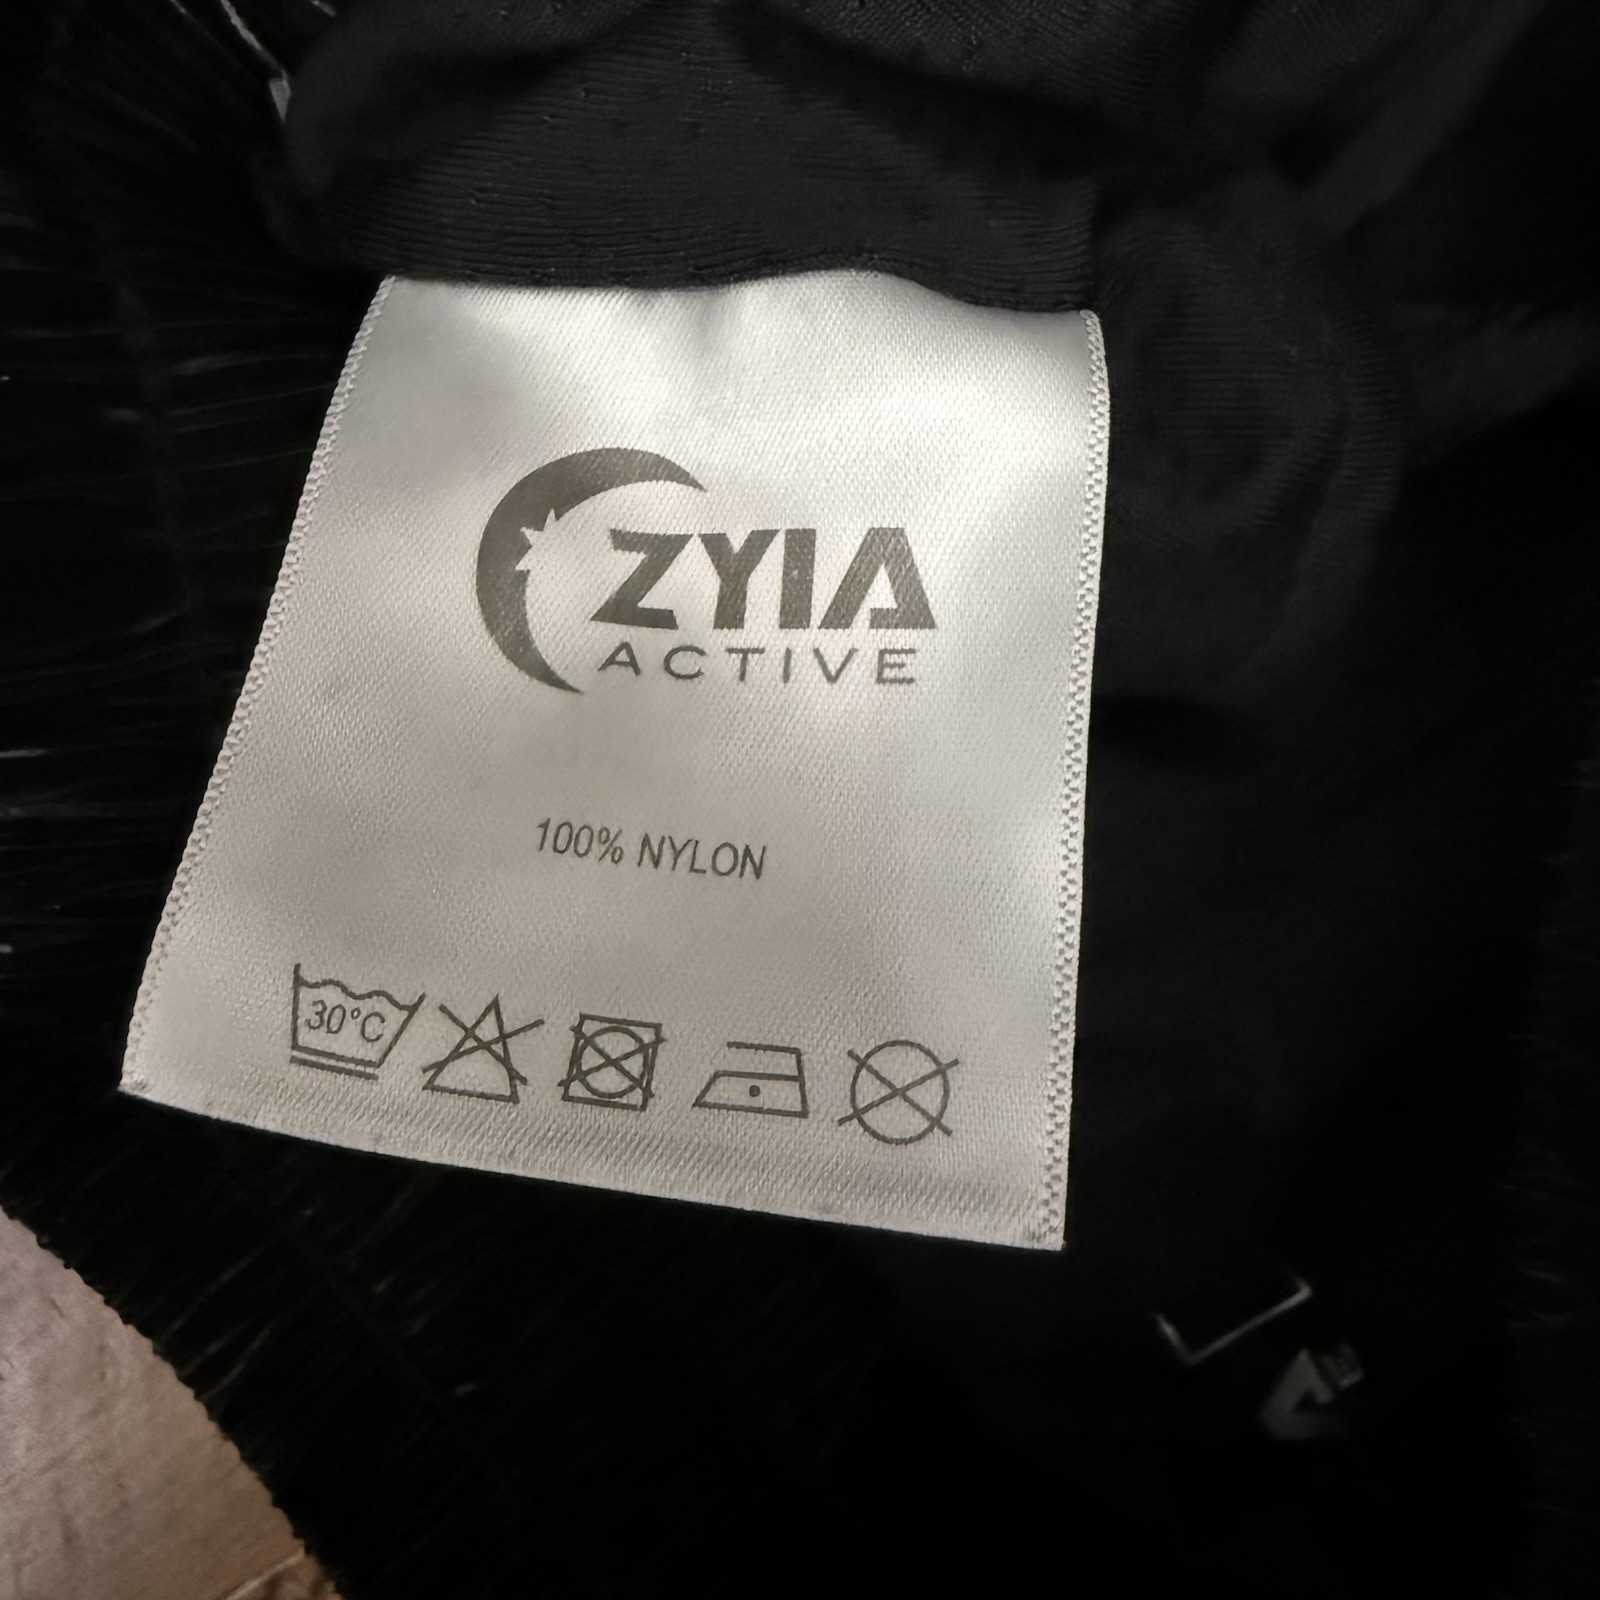 ZYIA
ACTIVE
100% NYLON
30°C